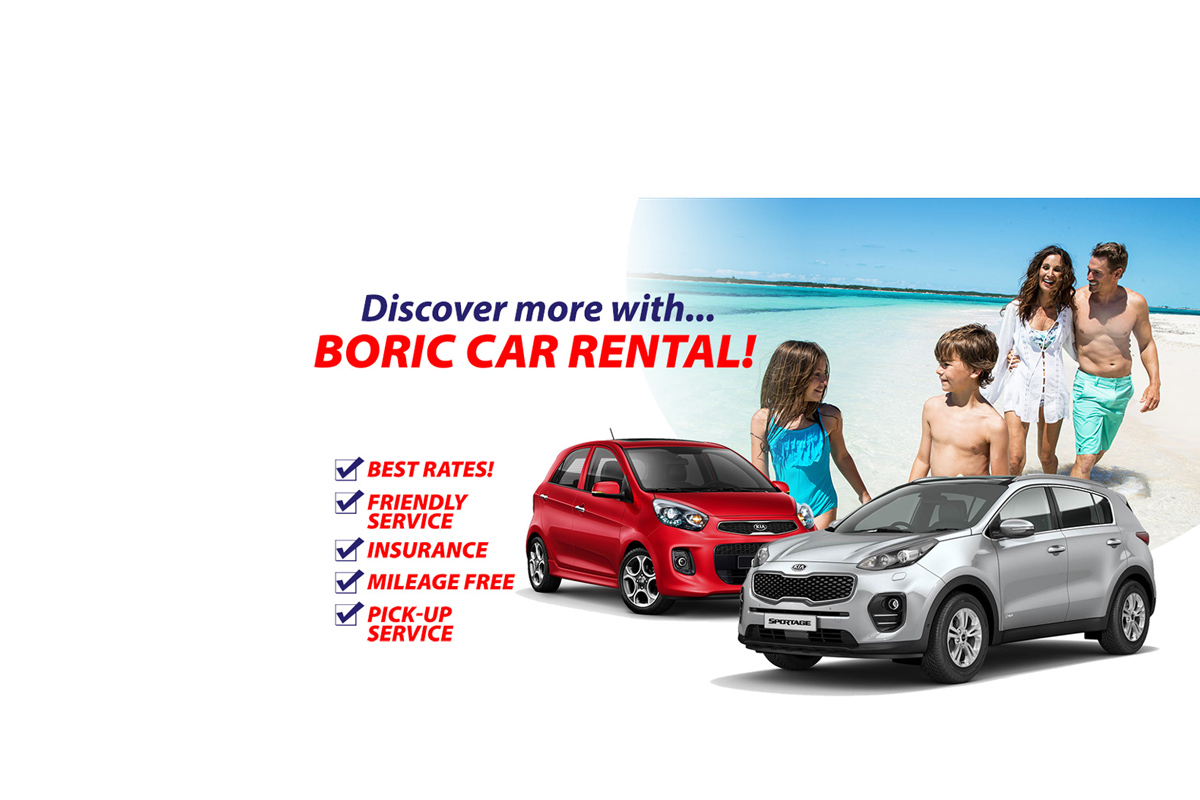 Discover more with...
BORIC CAR RENTAL!
BEST RATES!
FRIENDLY
SERVICE
INSURANCE
MILEAGE FREE
PICK-UP
SERVICE
KIA
KIA
SPORTAGE